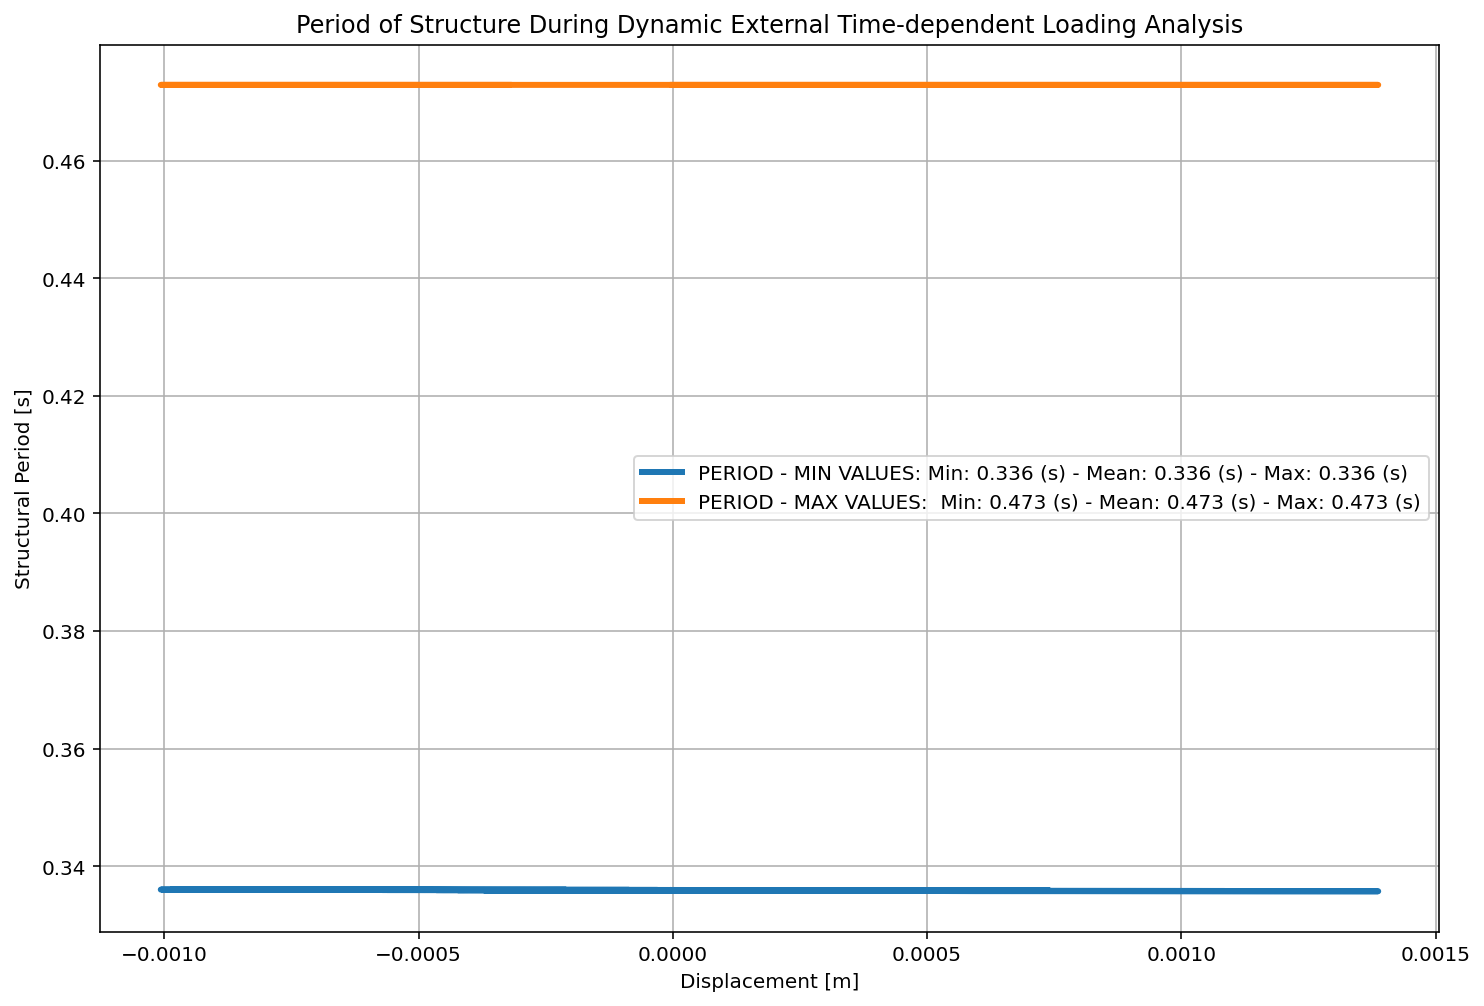 Period of Structure During Dynamic External Time-dependent Loading Analysis
Structural Period [s]
0.46
0.44
0.42
0.40
0.38
0.36
0.34
PERIOD - MIN VALUES: Min: 0.336 (s) - Mean: 0.336 (s) - Max: 0.336 (s)
PERIOD - MAX VALUES:  Min: 0.473 (s) - Mean: 0.473 (s) - Max: 0.473 (s)
−0.0010 −0.0005 0.0000 0.0005 0.0010 0.0015
Displacement [m]